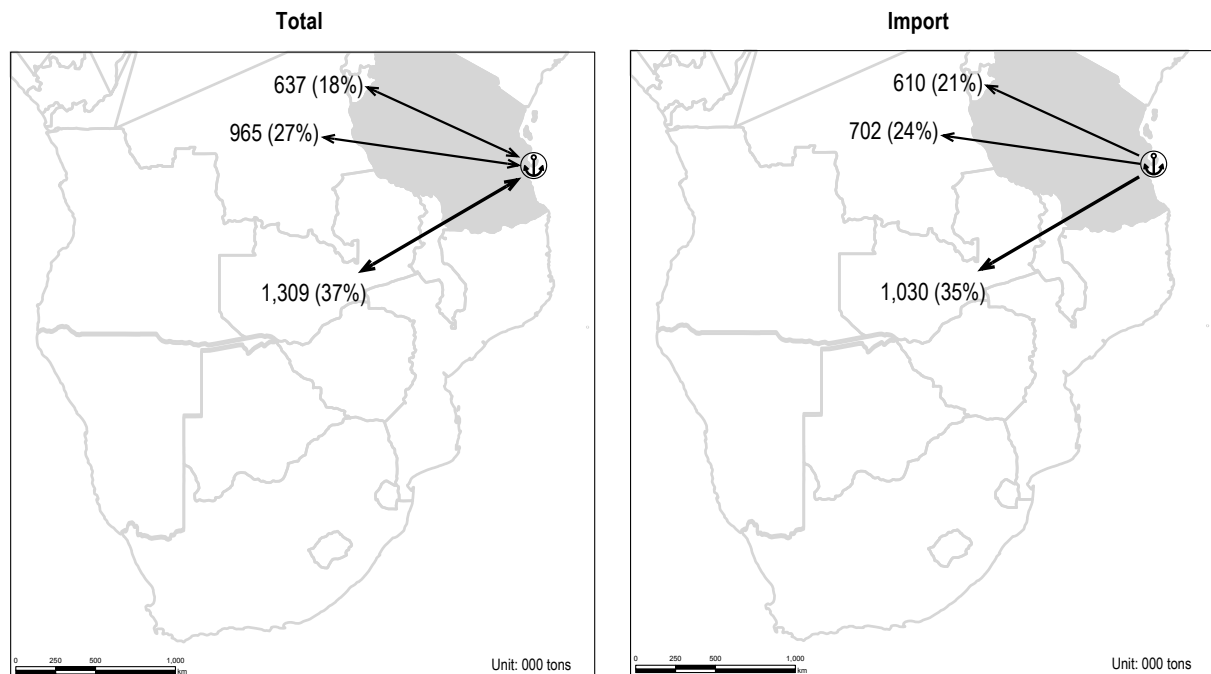 Total
637 (18%)
965 (27%)
1,309 (37%)
0 250 500 1,000
km
Unit: 000 tons
Import
610 (21%)
702 (24%)
1,030 (35%)
0 250 500 1,000
km
Unit: 000 tons